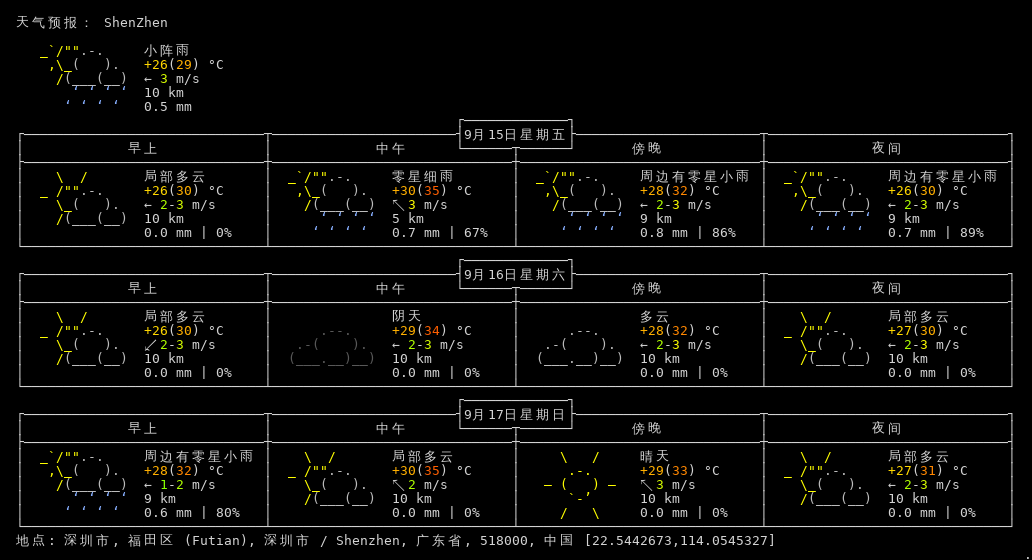 天气预报： ShenZhen
小阵雨
+26(29) °C
← 3 m/s
10 km
0.5 mm
9月15日星期五
早上 中午 傍晚 夜间
局部多云 零星细雨 周边有零星小雨 周边有零星小雨
+26(30) °C +30(35) °C +28(32) °C +26(30) °C
← 2-3 m/s ↖ 3 m/s ← 2-3 m/s ← 2-3 m/s
10 km 5 km 9 km 9 km
0.0 mm | 0% 0.7 mm | 67% 0.8 mm | 86% 0.7 mm | 89%
9月16日星期六
早上 中午 傍晚 夜间
局部多云 阴天 多云 局部多云
+26(30) °C +29(34) °C +28(32) °C +27(30) °C
↙ 2-3 m/s ← 2-3 m/s ← 2-3 m/s ← 2-3 m/s
10 km 10 km 10 km 10 km
0.0 mm | 0% 0.0 mm | 0% 0.0 mm | 0% 0.0 mm | 0%
9月17日星期日
早上 中午 傍晚 夜间
周边有零星小雨 局部多云 晴天 局部多云
+28(32) °C +30(35) °C +29(33) °C +27(31) °C
← 1-2 m/s ↖ 2 m/s ↖ 3 m/s ← 2-3 m/s
9 km 10 km 10 km 10 km
0.6 mm | 80% 0.0 mm | 0% 0.0 mm | 0% 0.0 mm | 0%
地点: 深圳市, 福田区 (Futian), 深圳市 / Shenzhen, 广东省, 518000, 中国 [22.5442673,114.0545327]